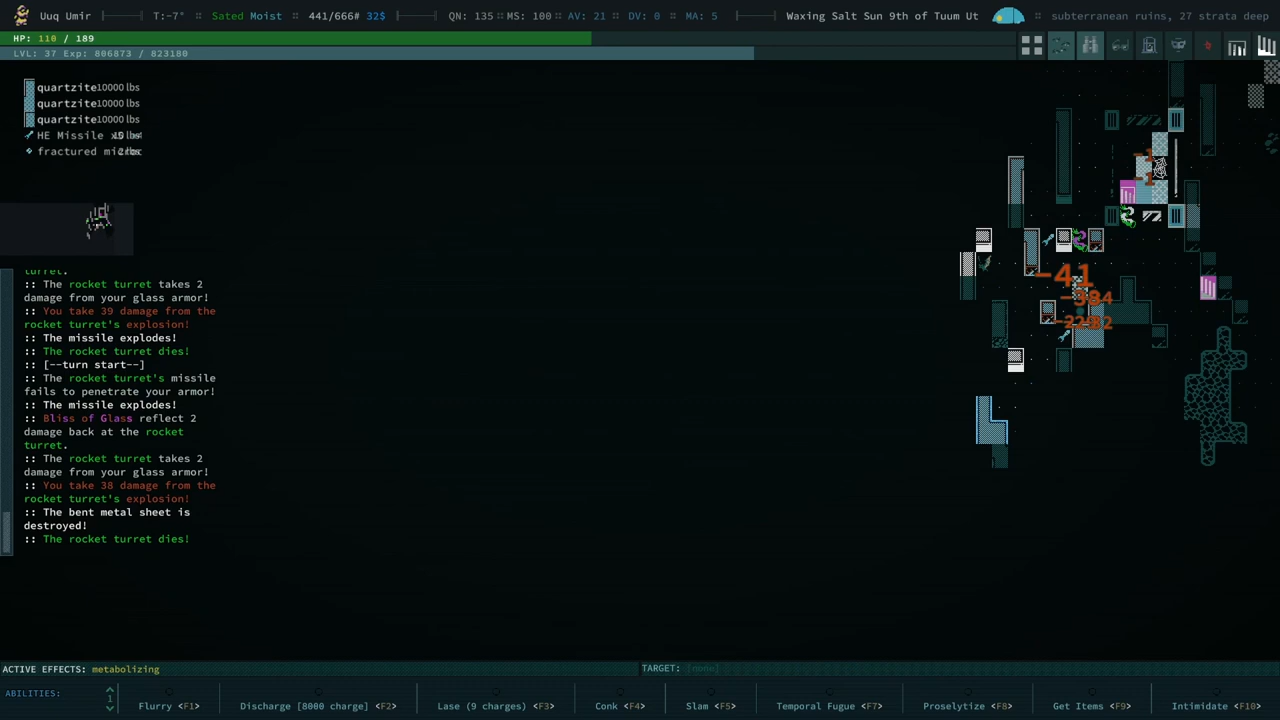 Uuq Umir T:-7° :: Sated Moist :: 441/666# 32$ QN: 135 :: MS: 100 :: AV: 21 :: DV: 0 :: MA: 5 Waxing Salt Sun 9th of Tuum Ut :: subterranean ruins, 27 strata deep
HP: 110 / 189
LVL: 37 Exp: 806873 / 823180
quartzite 10000 lbs
quartzite 10000 lbs
quartzite 10000 lbs
HE Missile
fractured
turret.
:: The rocket turret takes 2
damage from your glass armor!
:: You take 39 damage from the
rocket turret's explosion!
:: The missile explodes!
:: The rocket turret dies!
:: [--turn start--]
:: The rocket turret's missile
fails to penetrate your armor!
:: The missile explodes!
:: Bliss of Glass reflect 2
damage back at the rocket
turret.
:: The rocket turret takes 2
damage from your glass armor!
:: You take 38 damage from the
rocket turret's explosion!
:: The bent metal sheet is
destroyed!
:: The rocket turret dies!
-1
-1
-41
ACTIVE EFFECTS: metabolizing
TARGET: [none]
ABILITIES: 1 Flurry <F1> Discharge [8000 charge] <F2> Lase (9 charges) <F3> Conk <F4> Slam <F5> Temporal Fugue <F7> Proselytize <F8> Get Items <F9> Intimidate <F10>